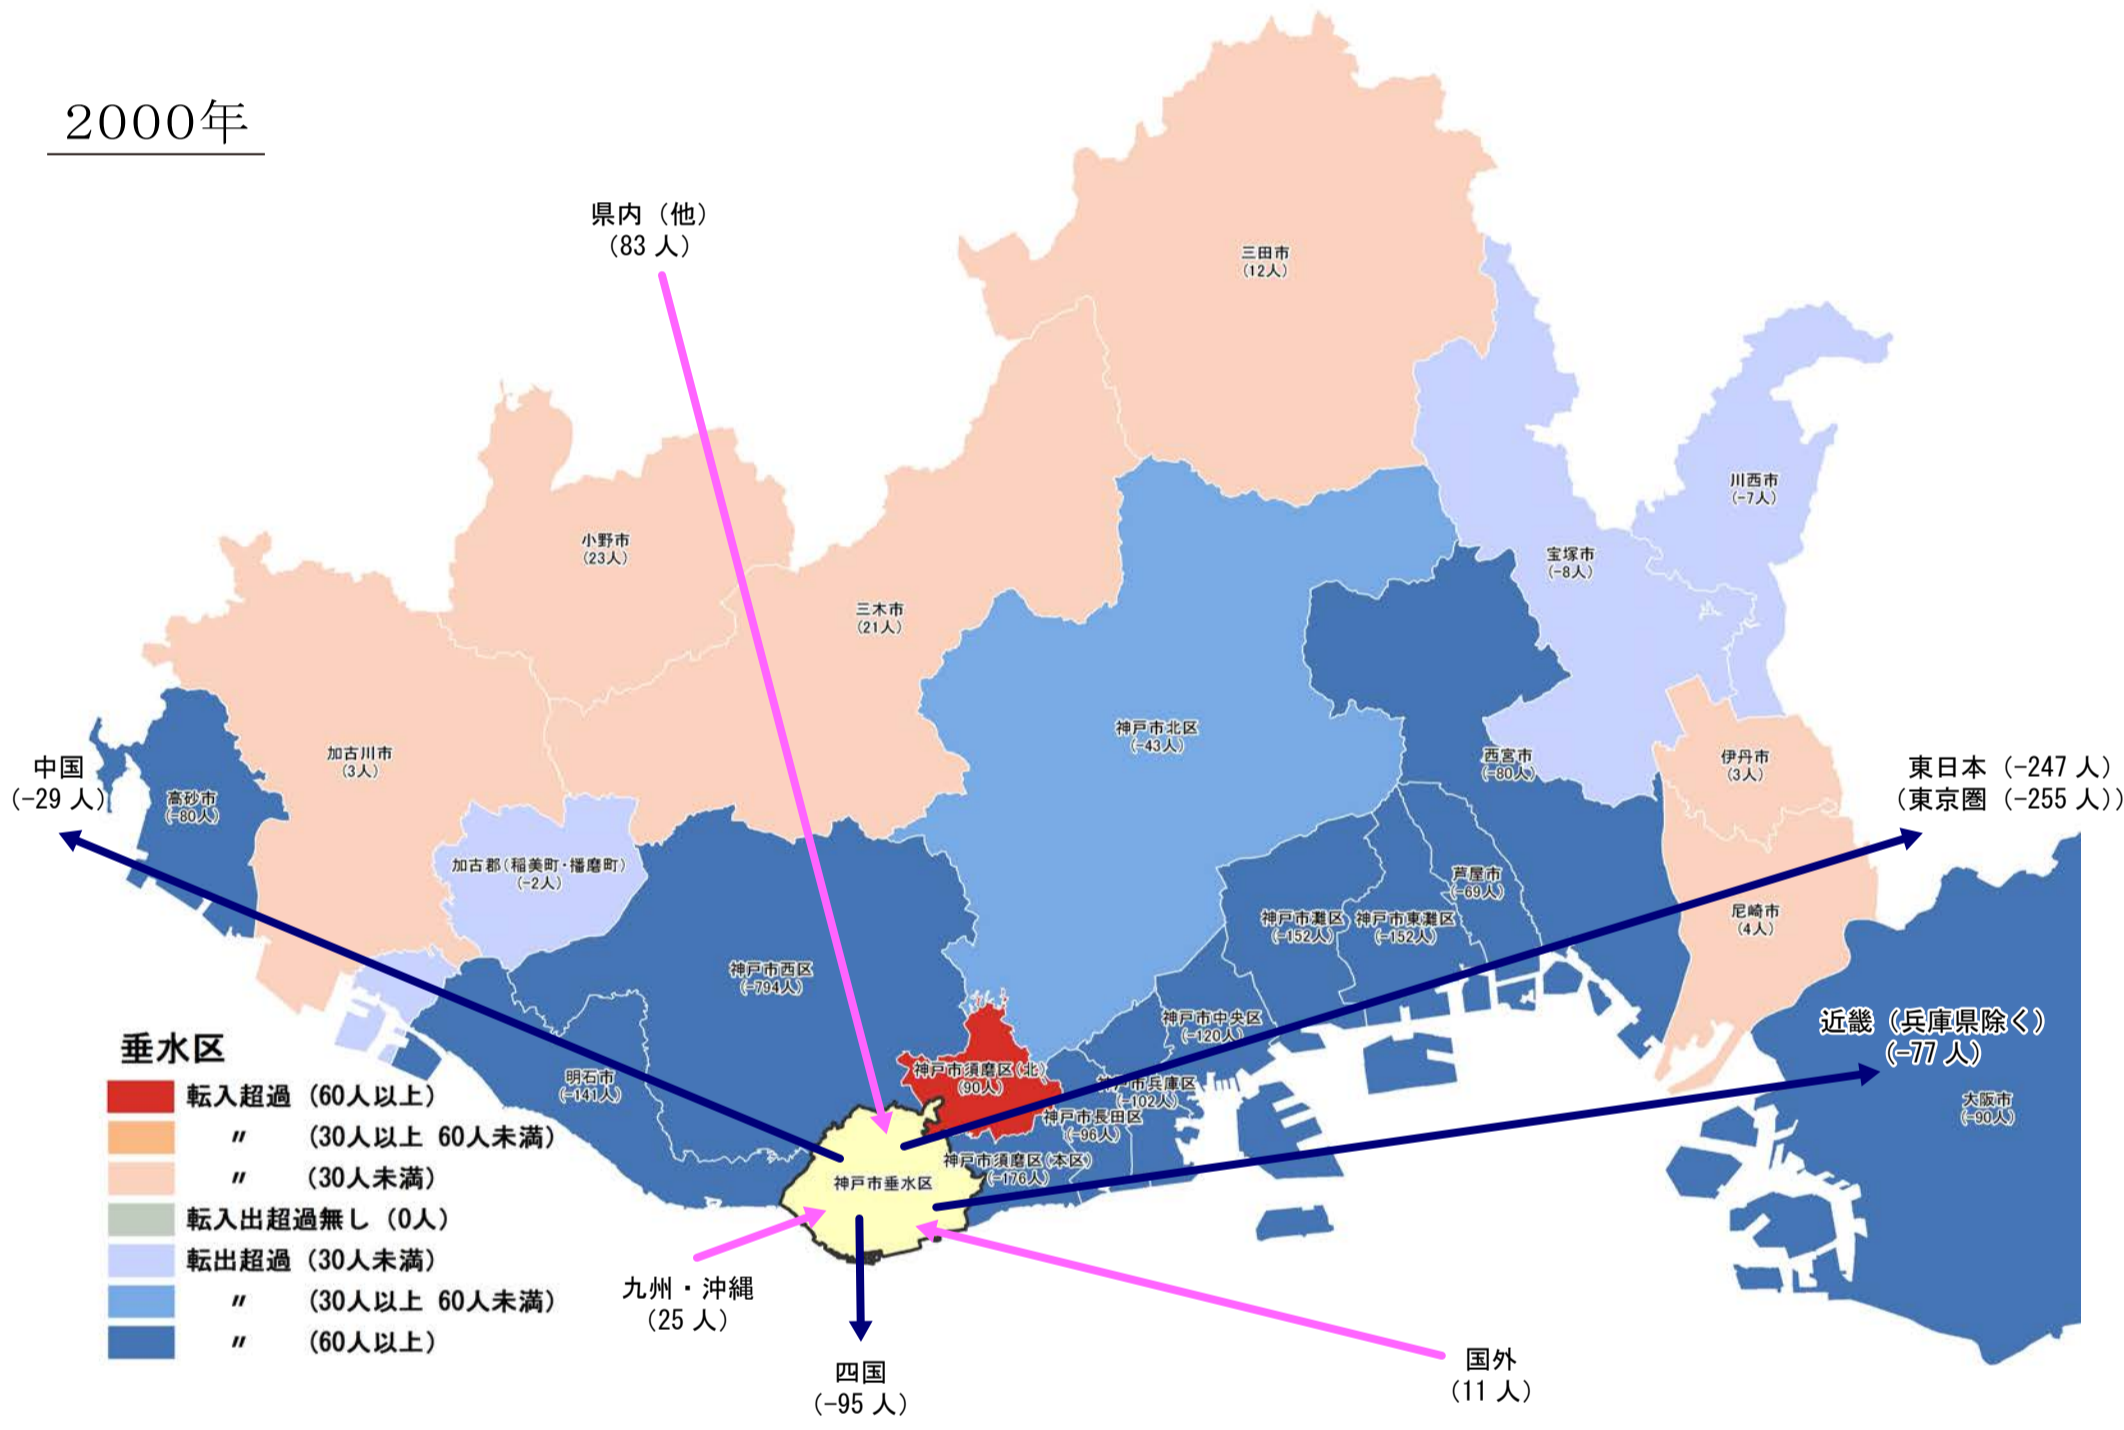 2000年
県内（他）
（83 人）
三田市
（12人）
川西市
（-7人）
小野市
（23人）
宝塚市
（-8人）
三木市
（21人）
神戸市北区
（-43人）
加古川市
（3人）
西宮市
（-80人）
伊丹市
（3人）
中国
（-29 人）
高砂市
（-80人）
東日本（-247 人）
（東京圏（-255 人））
加古郡（稲美町・播磨町）
（-2人）
芦屋市
（-69人）
神戸市灘区
（-152人）
神戸市東灘区
（-152人）
尼崎市
（4人）
神戸市西区
（-794人）
神戸市中央区
（-120人）
近畿（兵庫県除く）
（-77 人）
明石市
（-141人）
神戸市須磨区（北）
（90人）
神戸市兵庫区
（-102人）
神戸市長田区
（-96人）
大阪市
（-90人）
神戸市須磨区（本区）
（-176人）
神戸市垂水区
垂水区
転入超過（60人以上）
〃 （30人以上 60人未満）
〃 （30人未満）
転入出超過無し（0人）
転出超過（30人未満）
〃 （30人以上 60人未満）
〃 （60人以上）
九州・沖縄
（25 人）
四国
（-95 人）
国外
（11 人）